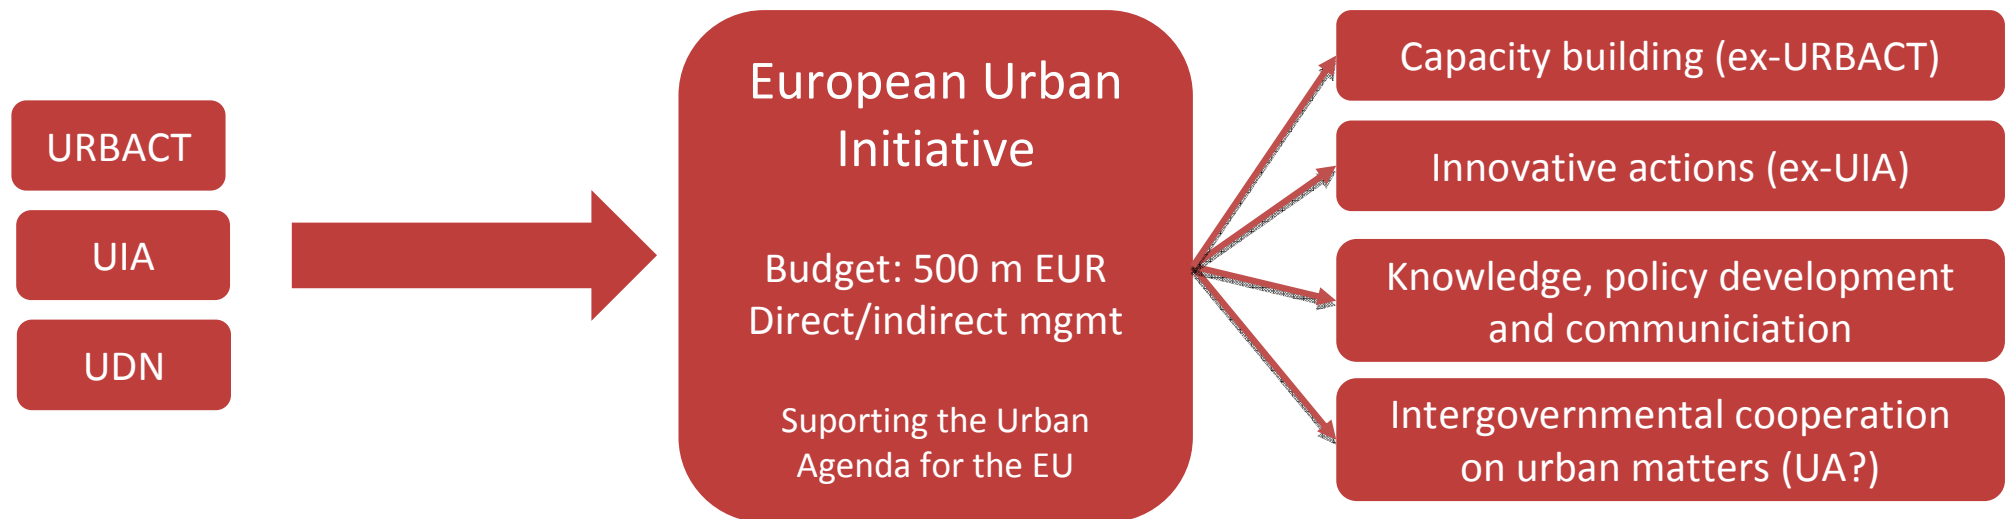 URBACT
UIA
UDN
European Urban
Initiative
Budget: 500 m EUR
Direct/indirect mgmt
Suporting the Urban
Agenda for the EU
Capacity building (ex-URBACT)
Innovative actions (ex-UIA)
Knowledge, policy development
and communiciation
Intergovernmental cooperation
on urban matters (UA?)